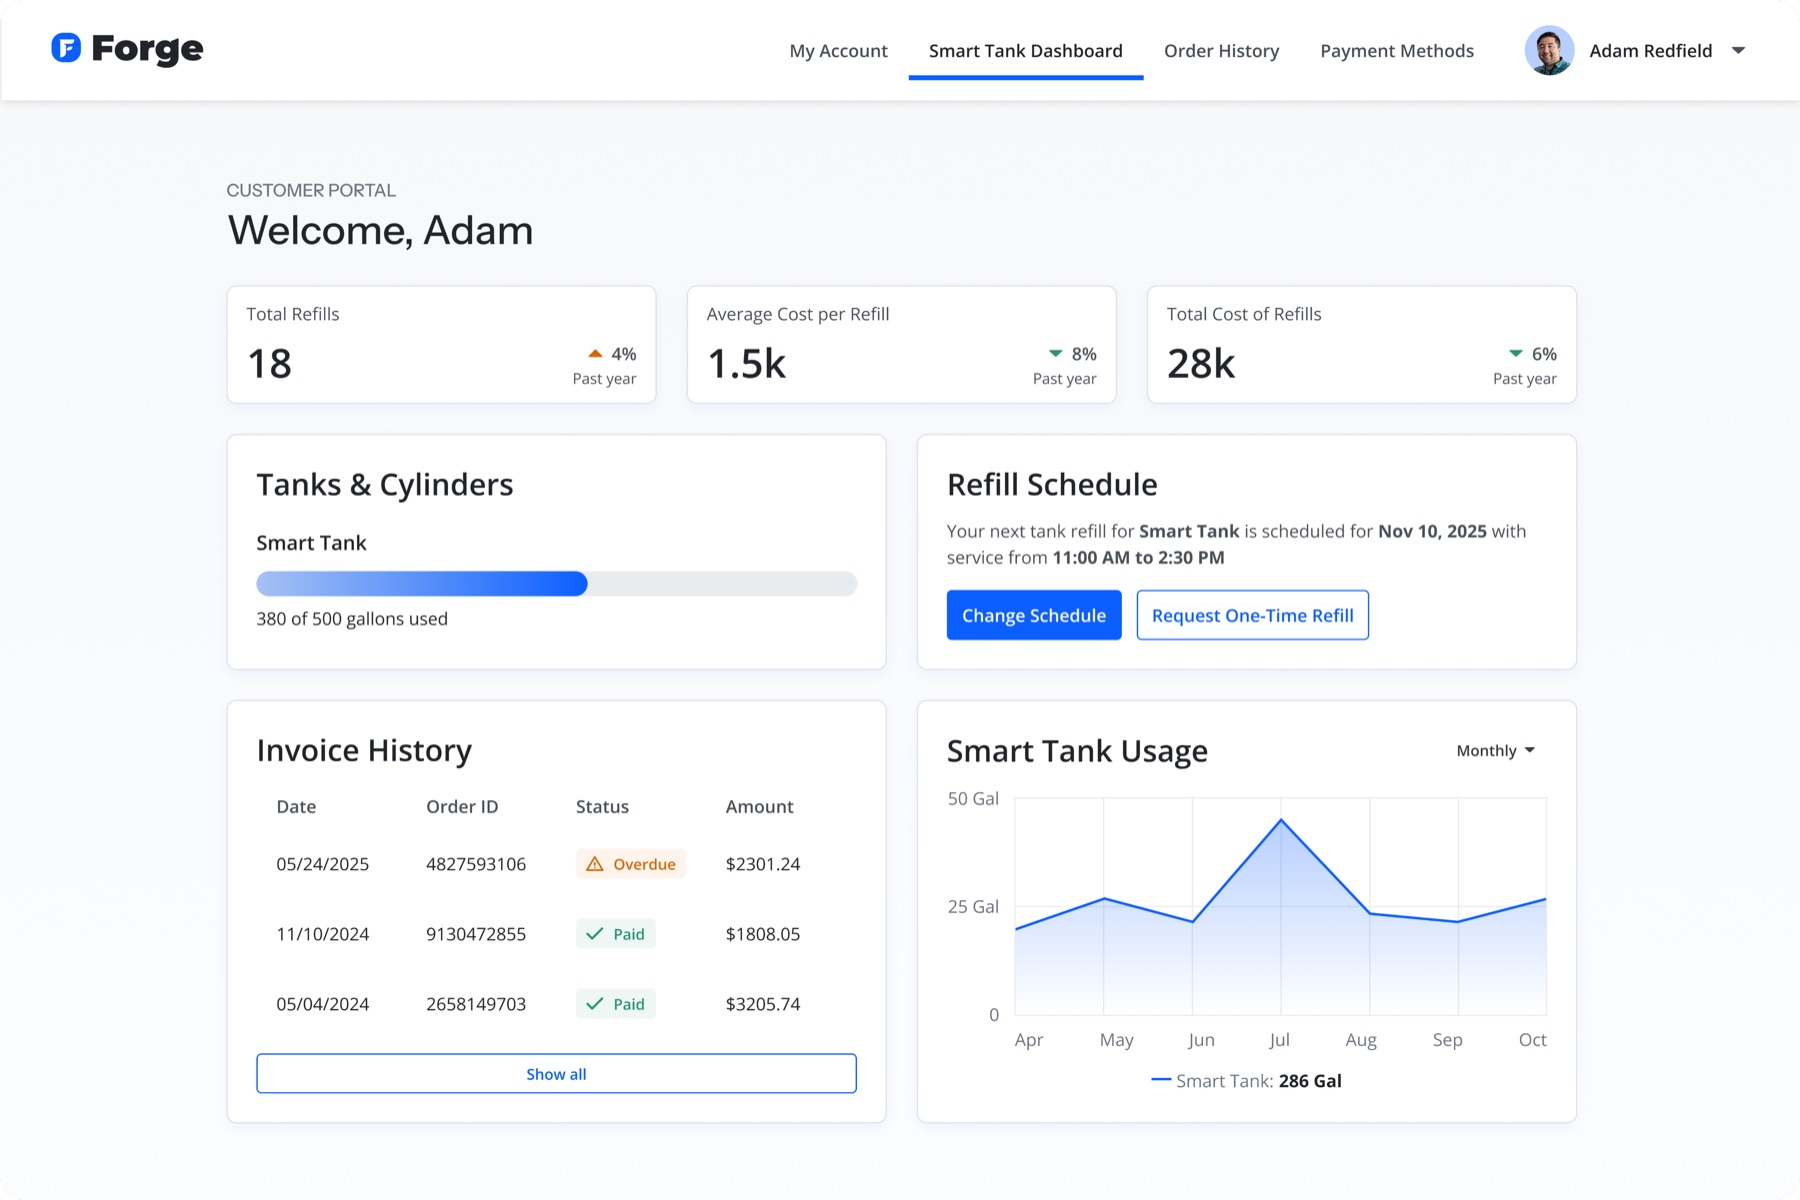 Forge
My Account
Smart Tank Dashboard
Order History
Payment Methods
Adam Redfield
CUSTOMER PORTAL
Welcome, Adam
Total Refills
18
4%
Past year
Average Cost per Refill
1.5k
8%
Past year
Total Cost of Refills
28k
6%
Past year
Tanks & Cylinders
Smart Tank
380 of 500 gallons used
Refill Schedule
Your next tank refill for Smart Tank is scheduled for Nov 10, 2025 with
service from 11:00 AM to 2:30 PM
Change Schedule
Request One-Time Refill
Invoice History
Date Order ID Status Amount
05/24/2025 4827593106 Overdue $2301.24
11/10/2024 9130472855 Paid $1808.05
05/04/2024 2658149703 Paid $3205.74
Show all
Smart Tank Usage
Monthly
50 Gal
25 Gal
0
Apr May Jun Jul Aug Sep Oct
Smart Tank: 286 Gal